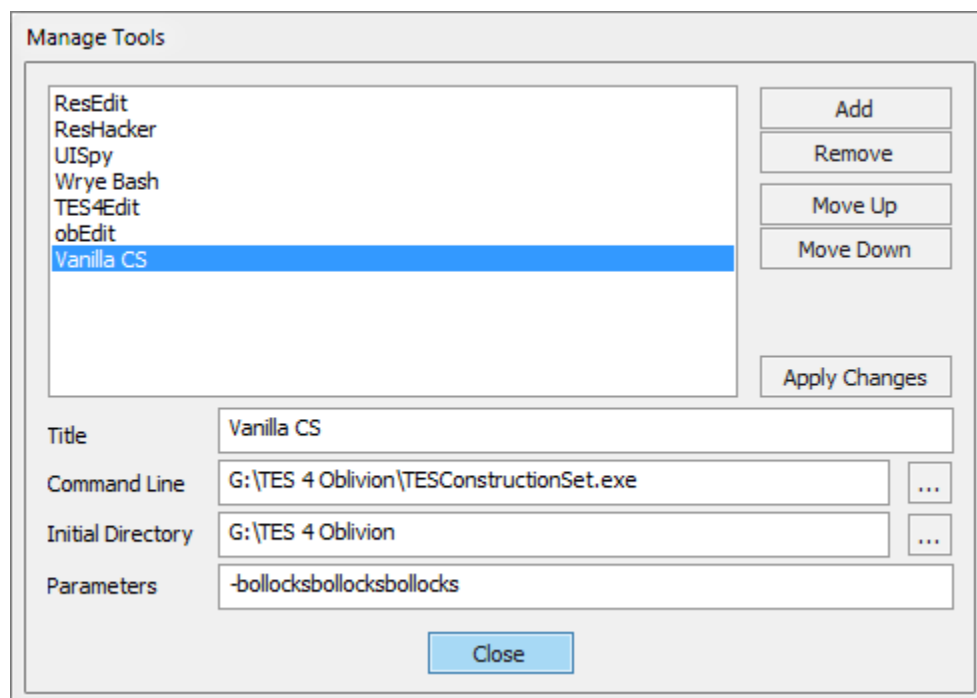 Manage Tools
ResEdit
ResHacker
UISpy
Wrye Bash
TES4Edit
obEdit
Vanilla CS
Add
Remove
Move Up
Move Down
Apply Changes
Title
Vanilla CS
Command Line
G:\TES 4 Oblivion\TESConstructionSet.exe
...
Initial Directory
G:\TES 4 Oblivion
...
Parameters
-bollocksbollocksbollocks
Close